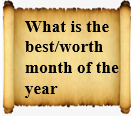 What is the
best/worth
month of the
year